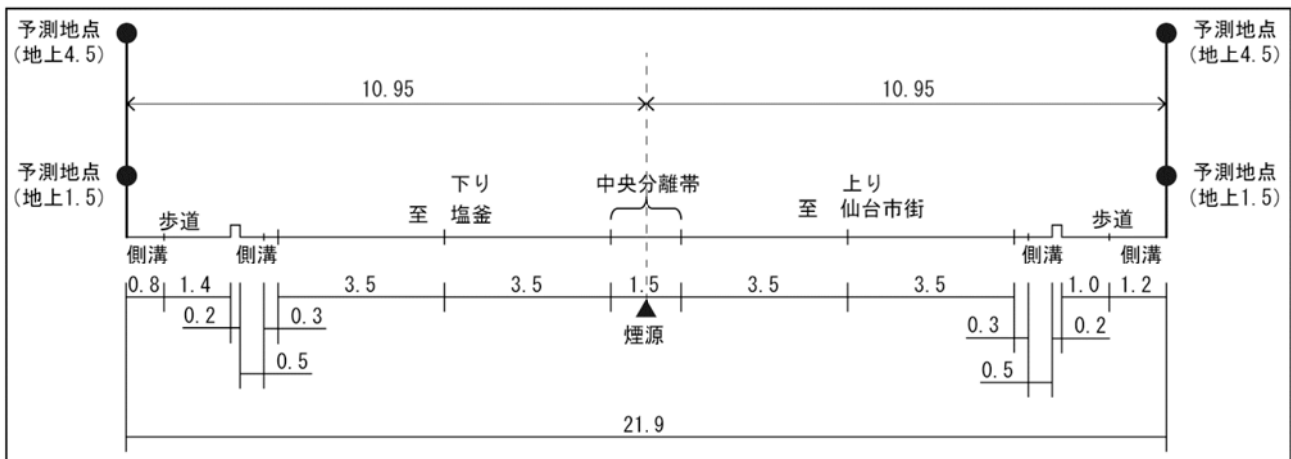 予測地点
(地上4.5)
予測地点
(地上4.5)
10.95
10.95
予測地点
(地上1.5)
予測地点
(地上1.5)
下り
至 塩釜
中央分離帯
上り
至 仙台市街
歩道
歩道
側溝
側溝
側溝
側溝
0.8
1.4
3.5
3.5
1.5
3.5
3.5
1.0
1.2
0.2
0.3
煙源
0.3
0.2
0.5
0.5
21.9